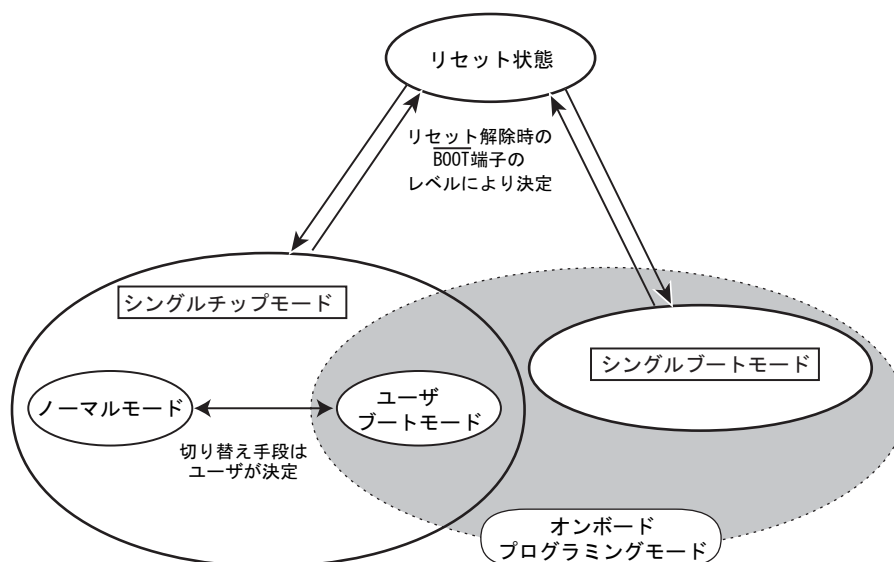 リセット状態
リセット解除時の
BOOT端子の
レベルにより決定
シングルチップモード
シングルブートモード
ノーマルモード
ユーザ
ブートモード
切り替え手段は
ユーザが決定
オンボード
プログラミングモード